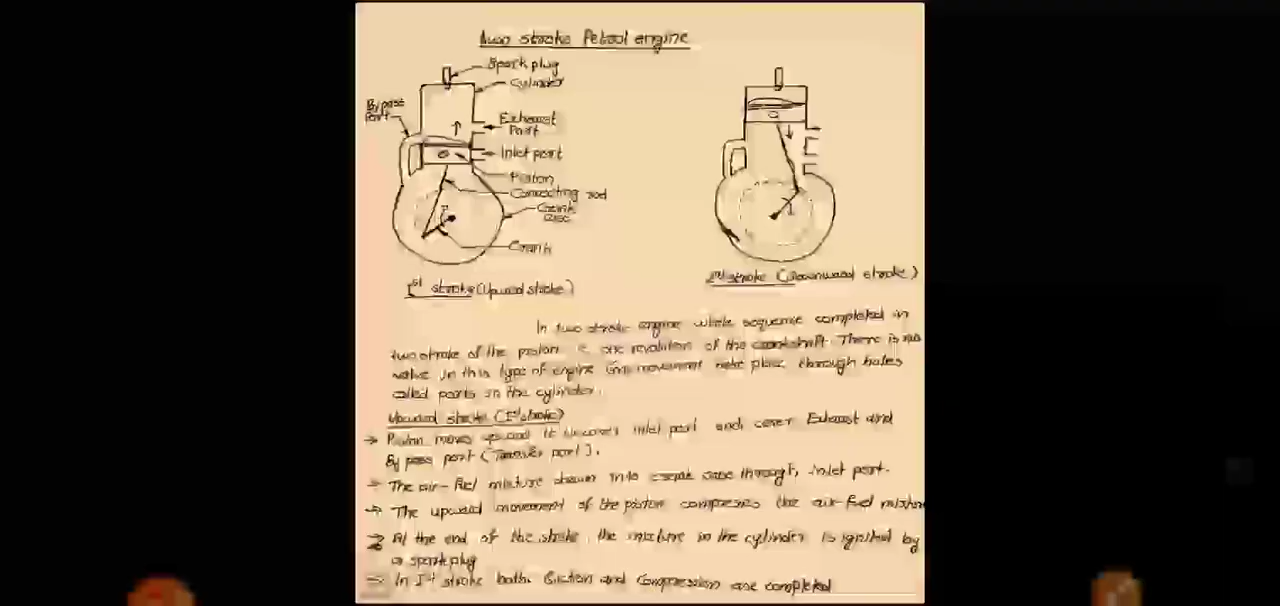 Two stroke Petrol engine
Spark plug
Cylinder
Bypass
Port
Exhaust
Port
Inlet port
Piston
Connecting rod
Crank
case
Crank
1st stroke (Upward stroke)
2nd stroke (Downward stroke)
In two stroke engine whole sequence completed in
two stroke of the piston one revolution of the crankshaft. There is no
valve in this type of engine movement take place through holes
called ports in the cylinder.
Upward stroke (1st stroke)
→ Piston moves upward it uncovers inlet port and cover Exhaust and
By pass port (Transfer port).
→ The air-fuel mixture drawn into crank case through inlet port.
→ The upward movement of the piston compresses the air-fuel mixture
→ At the end of the stroke the mixture in the cylinder is ignited by
a spark plug
→ In 1st stroke both Suction and Compression are completed